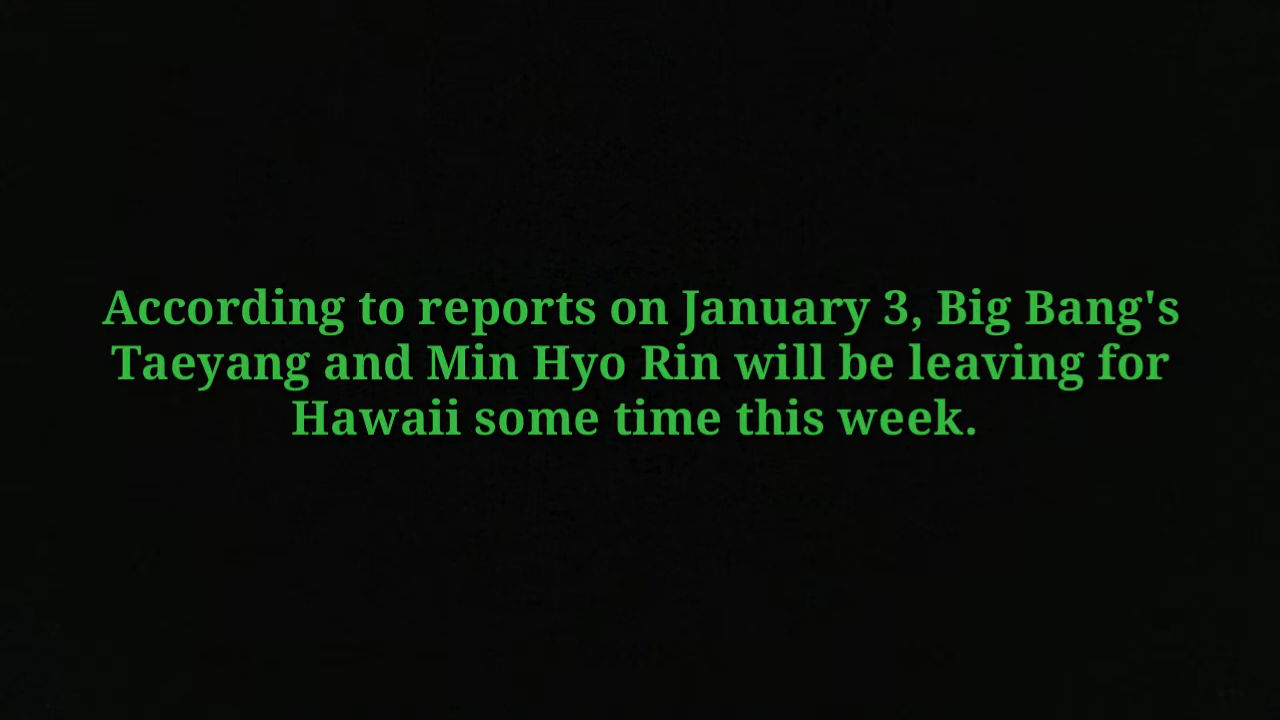 According to reports on January 3, Big Bang's
Taeyang and Min Hyo Rin will be leaving for
Hawaii some time this week.